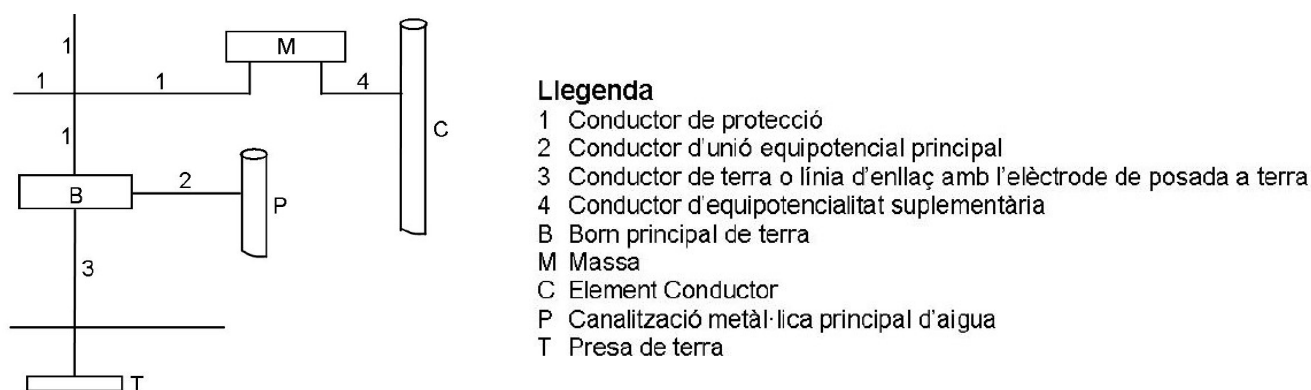 1
M
1
1
4
C
1
2
B
P
3
T
Llegenda
1 Conductor de protecció
2 Conductor d'unió equipotencial principal
3 Conductor de terra o línia d'enllaç amb l'elèctrode de posada a terra
4 Conductor d'equipotencialitat suplementària
B Born principal de terra
M Massa
C Element Conductor
P Canalització metàl·lica principal d'aigua
T Presa de terra